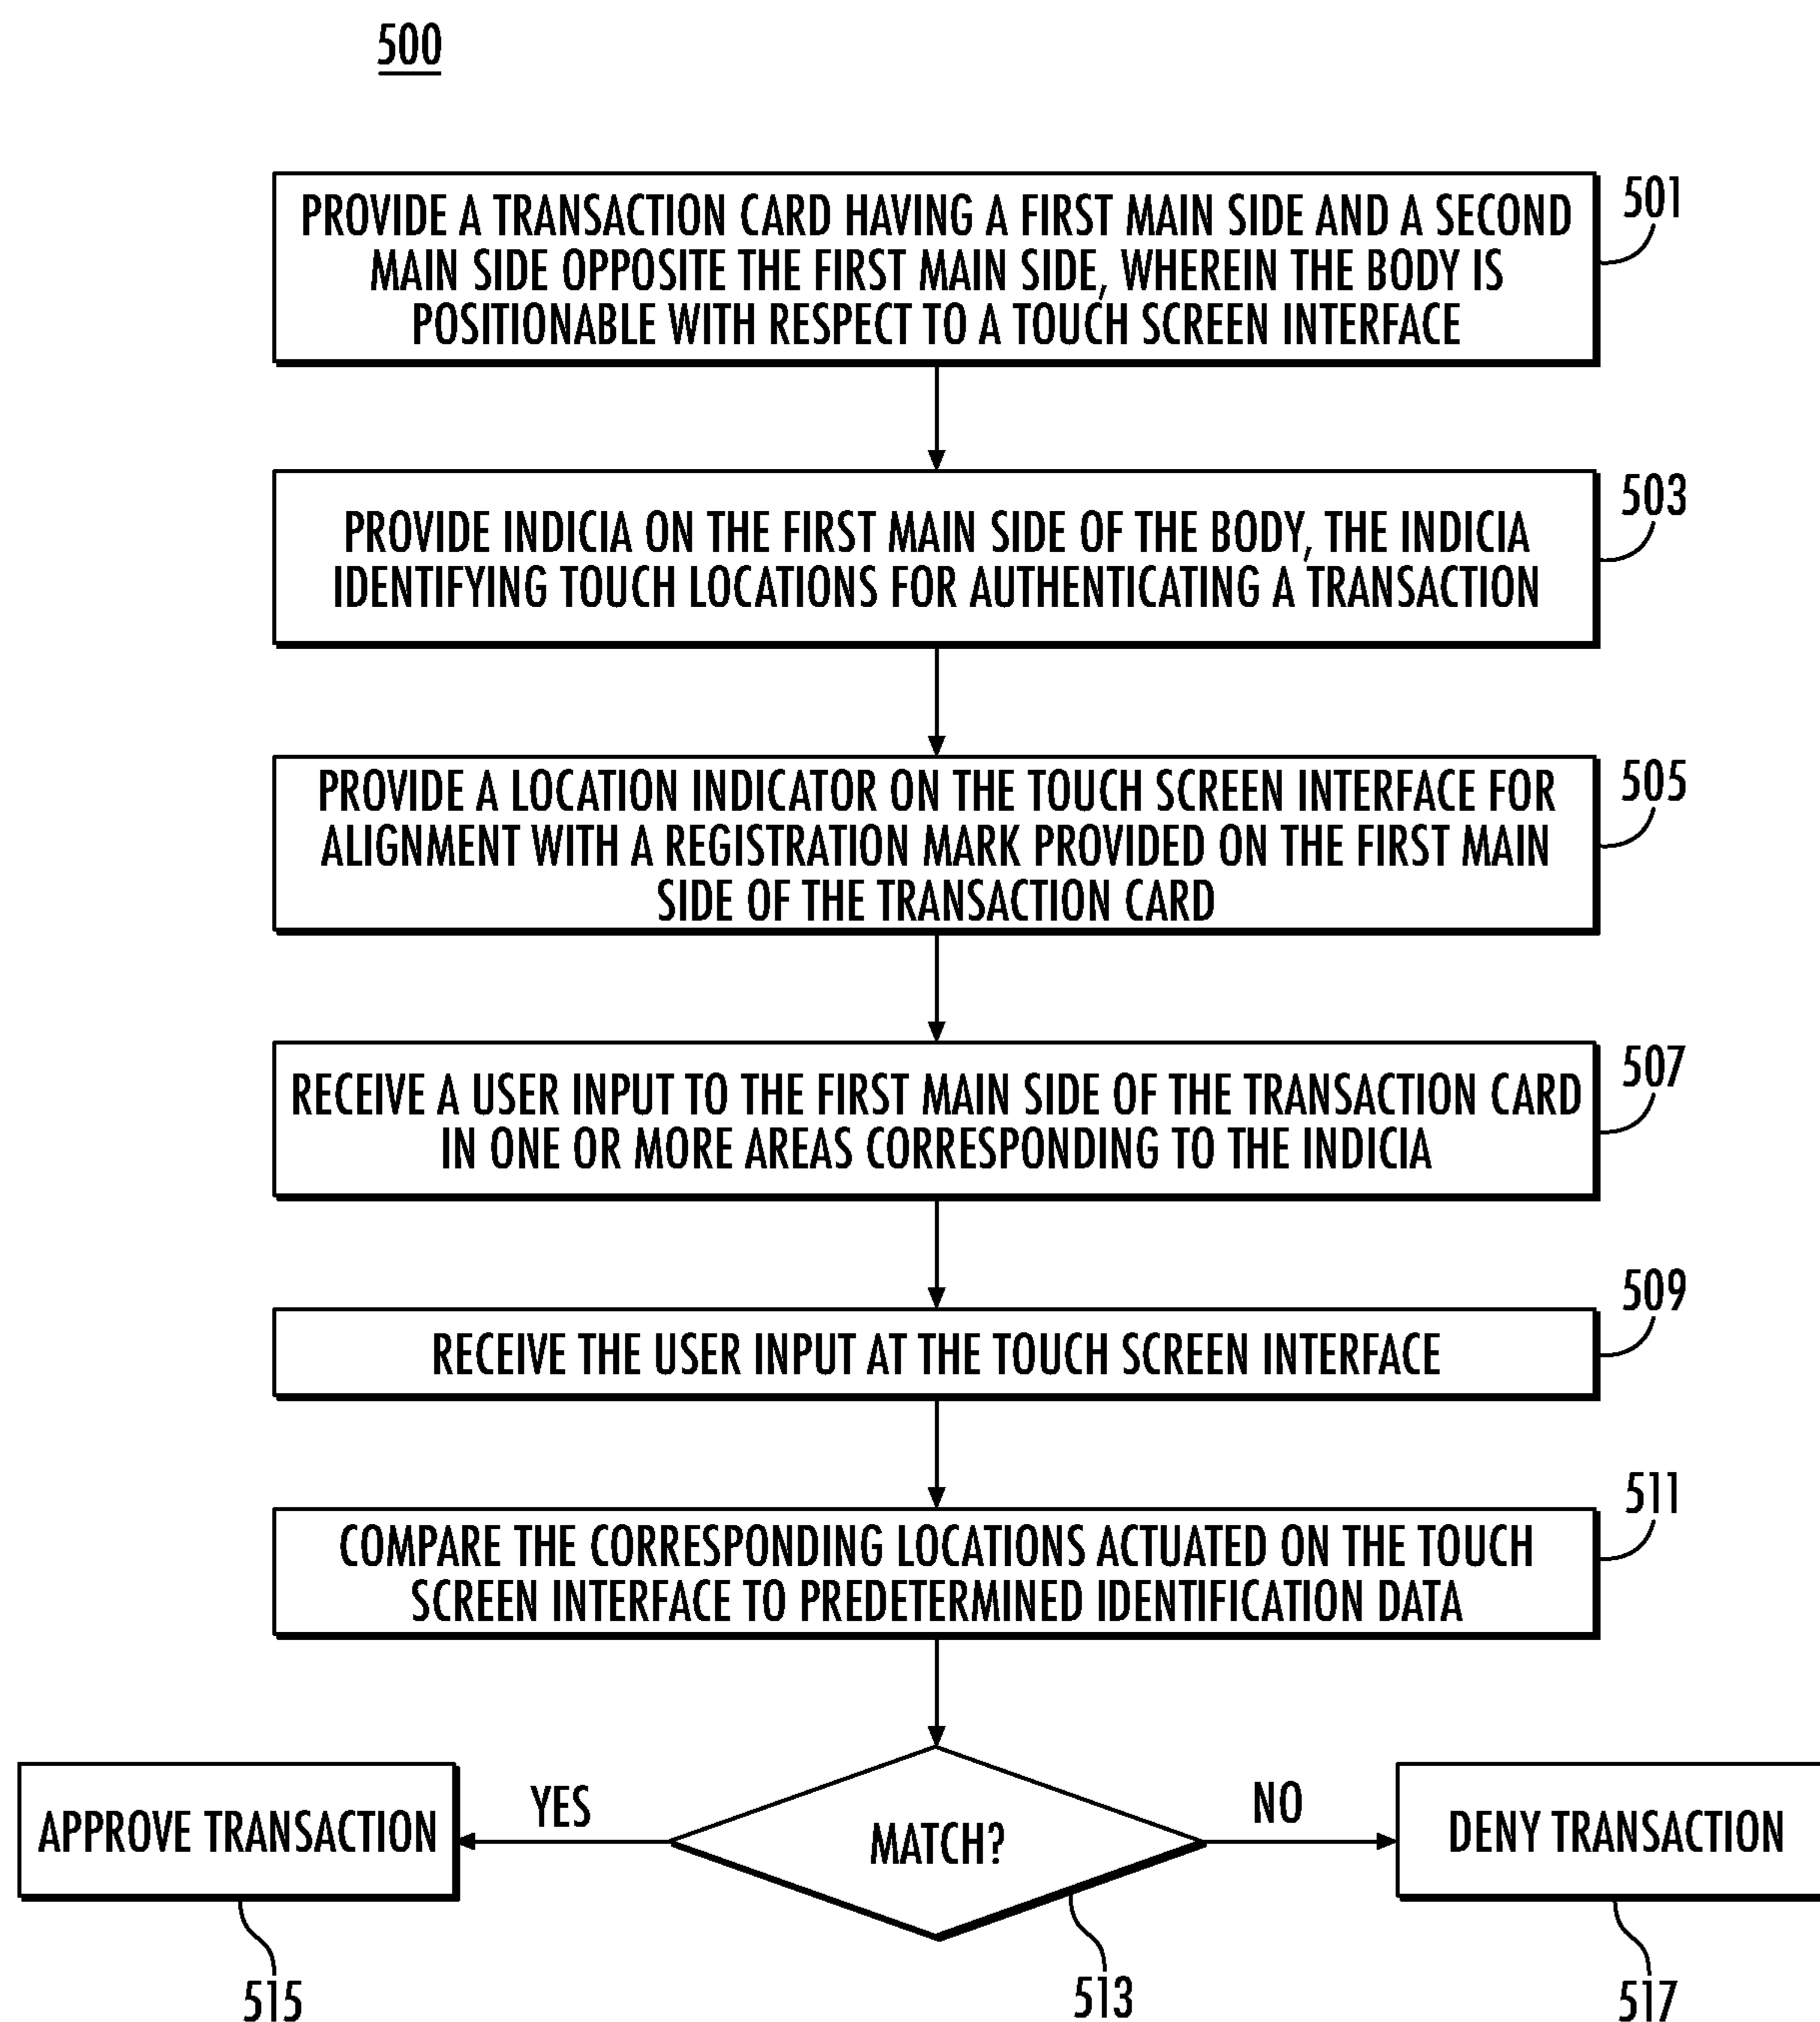 500
PROVIDE A TRANSACTION CARD HAVING A FIRST MAIN SIDE AND A SECOND
MAIN SIDE OPPOSITE THE FIRST MAIN SIDE, WHEREIN THE BODY IS
POSITIONABLE WITH RESPECT TO A TOUCH SCREEN INTERFACE
501
PROVIDE INDICIA ON THE FIRST MAIN SIDE OF THE BODY, THE INDICIA
IDENTIFYING TOUCH LOCATIONS FOR AUTHENTICATING A TRANSACTION
503
PROVIDE A LOCATION INDICATOR ON THE TOUCH SCREEN INTERFACE FOR
ALIGNMENT WITH A REGISTRATION MARK PROVIDED ON THE FIRST MAIN
SIDE OF THE TRANSACTION CARD
505
RECEIVE A USER INPUT TO THE FIRST MAIN SIDE OF THE TRANSACTION CARD
IN ONE OR MORE AREAS CORRESPONDING TO THE INDICIA
507
RECEIVE THE USER INPUT AT THE TOUCH SCREEN INTERFACE
509
COMPARE THE CORRESPONDING LOCATIONS ACTUATED ON THE TOUCH
SCREEN INTERFACE TO PREDETERMINED IDENTIFICATION DATA
511
APPROVE TRANSACTION
YES
MATCH?
NO
DENY TRANSACTION
515
513
517